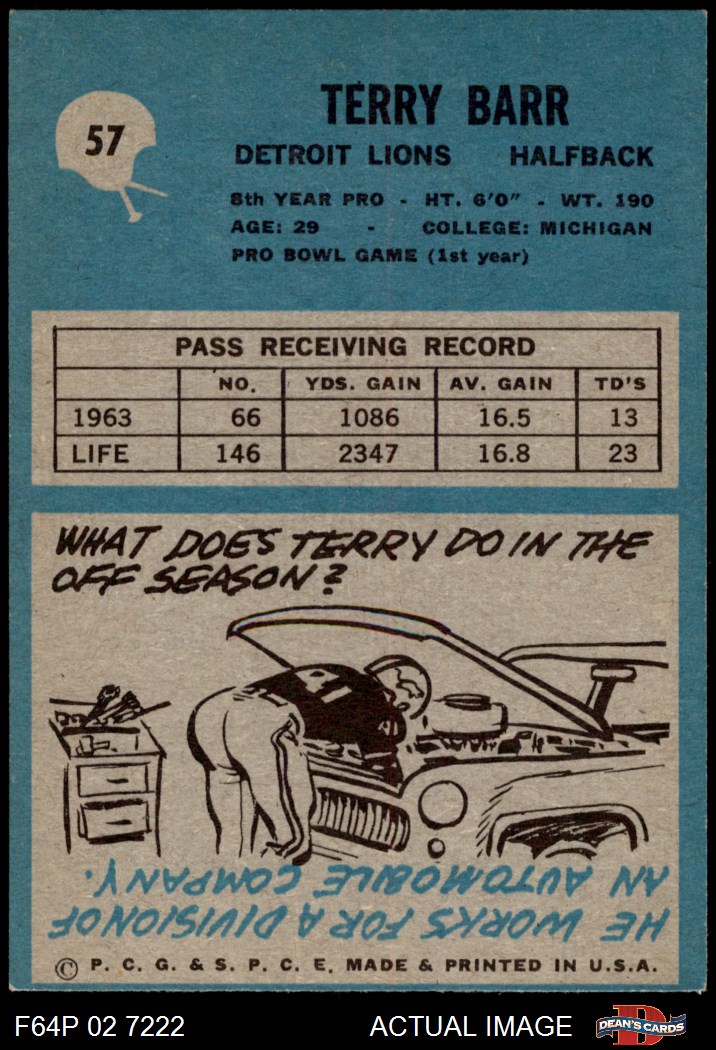 57
TERRY BARR
DETROIT LIONS HALFBACK
8th YEAR PRO - HT. 6'0" - WT. 190
AGE: 29 - COLLEGE: MICHIGAN
PRO BOWL GAME (1st year)
PASS RECEIVING RECORD
NO. YDS. GAIN AV. GAIN TD'S
1963 66 1086 16.5 13
LIFE 146 2347 16.8 23
WHAT DOES TERRY DO IN THE
OFF SEASON?
HE WORKS FOR A DIVISION OF
AN AUTOMOBILE COMPANY.
© P. C. G. & S. P. C. E. MADE & PRINTED IN U.S.A.
F64P 02 7222 ACTUAL IMAGE
D
DEAN'S CARDS